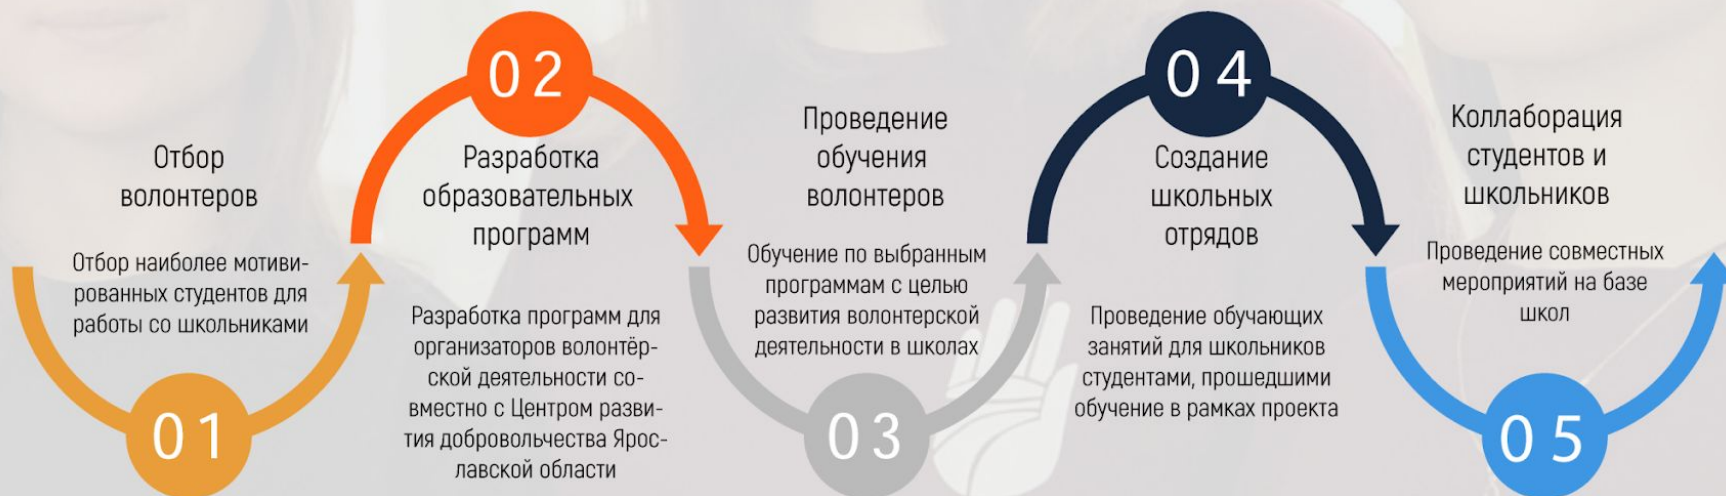 01
Отбор
волонтеров
Отбор наиболее мотиви-
рованных студентов для
работы со школьниками
02
Разработка
образовательных
программ
Разработка программ для
организаторов волонтёр-
ской деятельности со-
вместно с Центром разви-
тия добровольчества Ярос-
лавской области
03
Проведение
обучения
волонтеров
Обучение по выбранным
программам с целью
развития волонтерской
деятельности в школах
04
Создание
школьных
отрядов
Проведение обучающих
занятий для школьников
студентами, прошедшими
обучение в рамках проекта
05
Коллаборация
студентов и
школьников
Проведение совместных
мероприятий на базе
школ